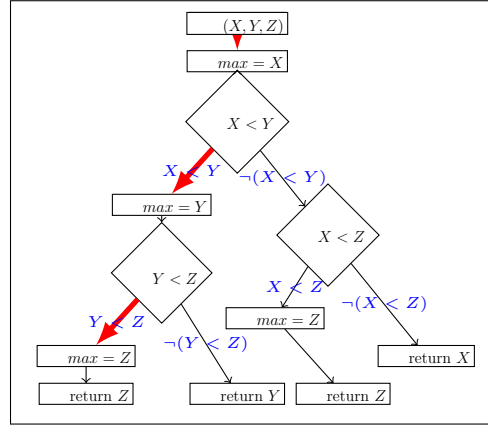 (X, Y, Z)
max = X
X < Y
X < Y
¬(X < Y)
max = Y
X < Z
Y < Z
X < Z
¬(X < Z)
Y < Z
max = Z
¬(Y < Z)
max = Z
return X
return Z
return Y
return Z